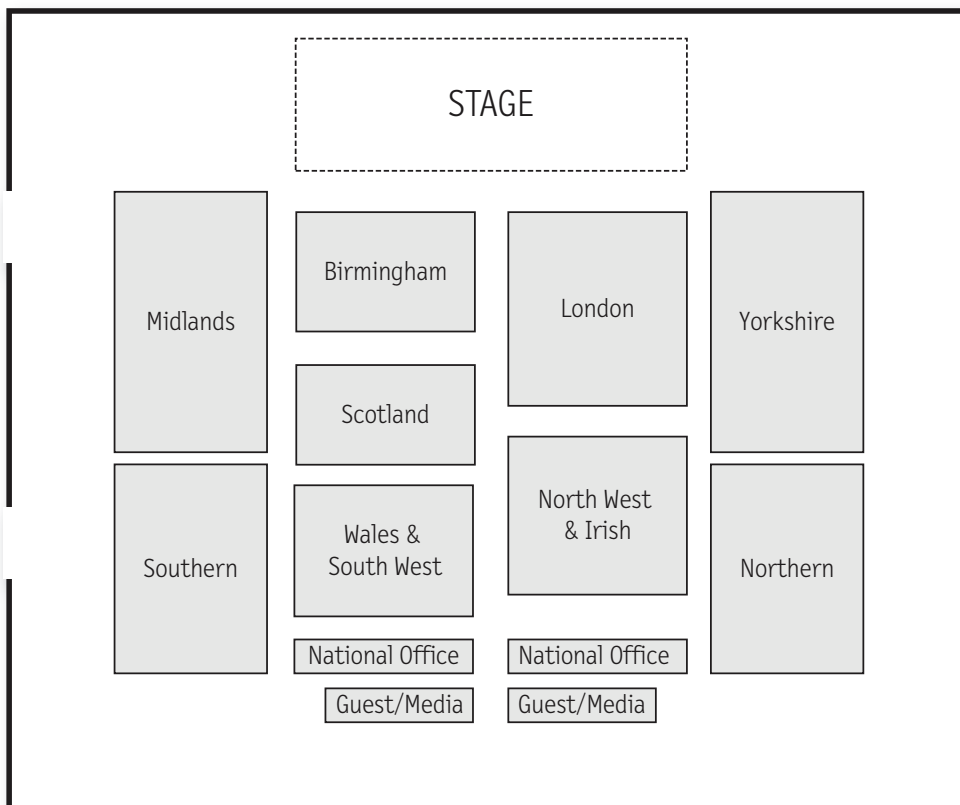 STAGE
Midlands
Birmingham
London
Yorkshire
Scotland
Southern
Wales &
South West
North West
& Irish
Northern
National Office
National Office
Guest/Media
Guest/Media